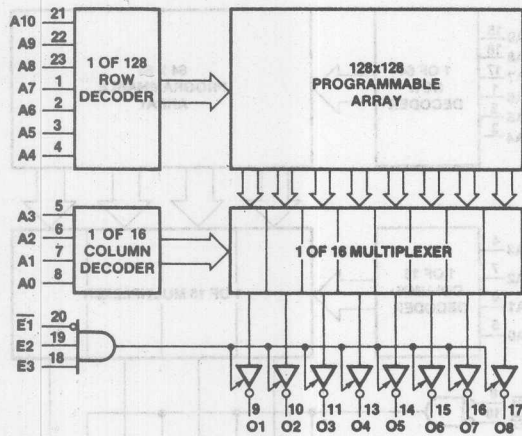 A10 21
A9 22
A8 23
A7 1
A6 2
A5 3
A4 4
1 OF 128
ROW
DECODER
128x128
PROGRAMMABLE
ARRAY
A3 5
A2 6
A1 7
A0 8
1 OF 16
COLUMN
DECODER
1 OF 16 MULTIPLEXER
E1 20
E2 19
E3 18
9 10 11 13 14 15 16 17
O1 O2 O3 O4 O5 O6 O7 O8